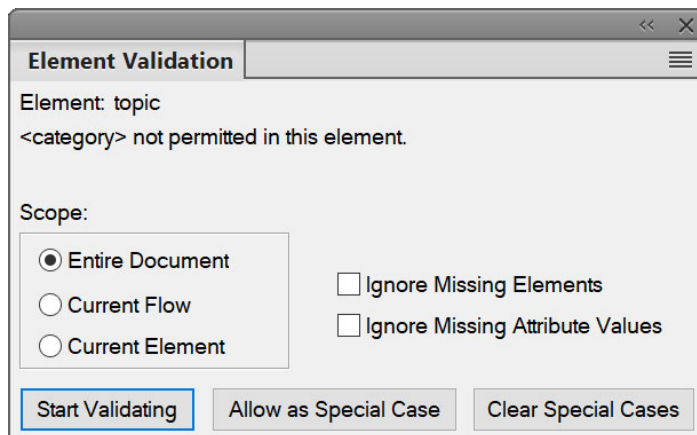 Element Validation
Element: topic
<category> not permitted in this element.
Scope:
Entire Document
Current Flow
Current Element
Ignore Missing Elements
Ignore Missing Attribute Values
Start Validating
Allow as Special Case
Clear Special Cases